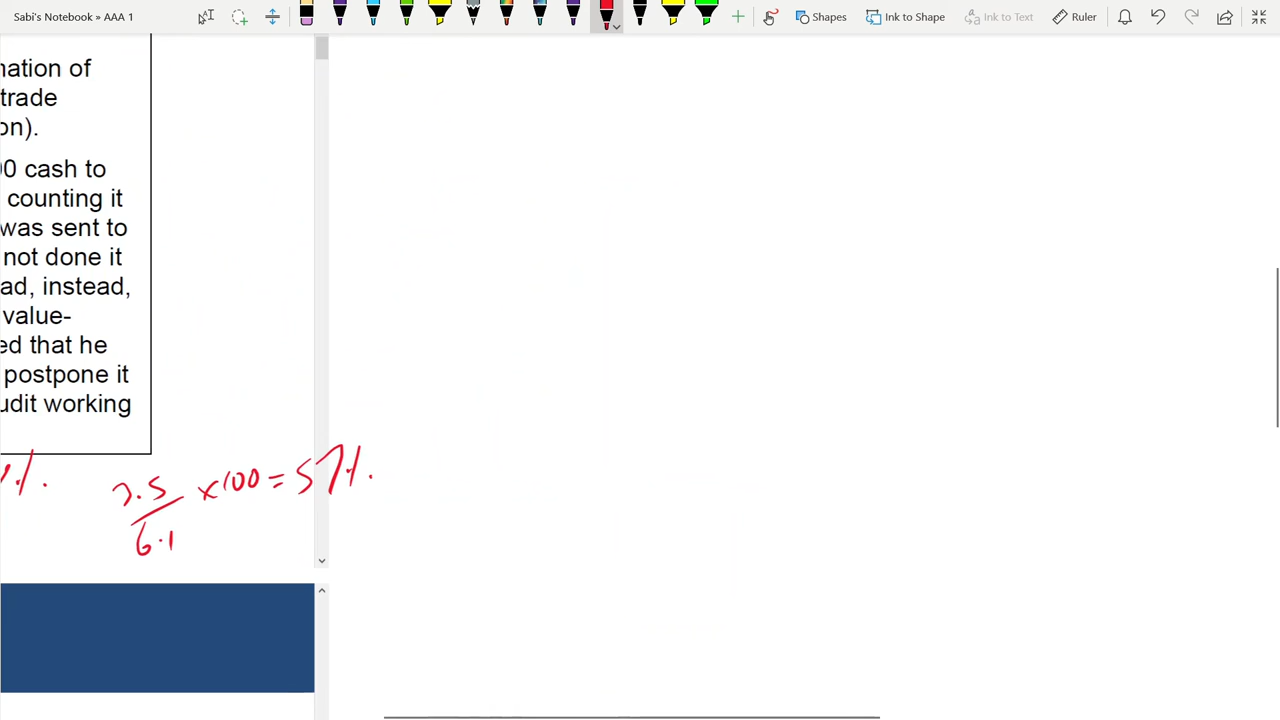 Sabi's Notebook » AAA 1
Shapes
Ink to Shape
Ink to Text
Ruler
nation of
trade
on).
00 cash to
counting it
was sent to
not done it
ad, instead,
value-
ed that he
postpone it
udit working
%.
3.5
/ 6.1 x100 = 57%.